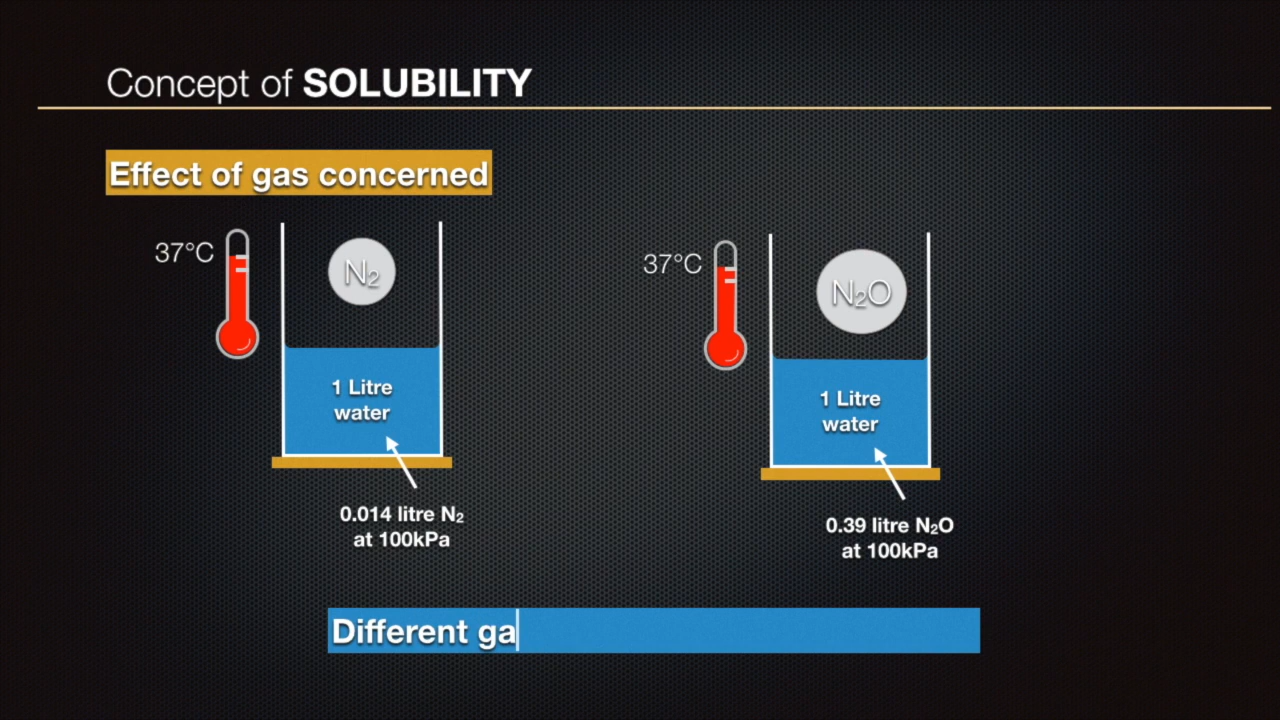 Concept of SOLUBILITY
Effect of gas concerned
37°C
N₂
1 Litre
water
0.014 litre N₂
at 100kPa
37°C
N₂O
1 Litre
water
0.39 litre N₂O
at 100kPa
Different ga